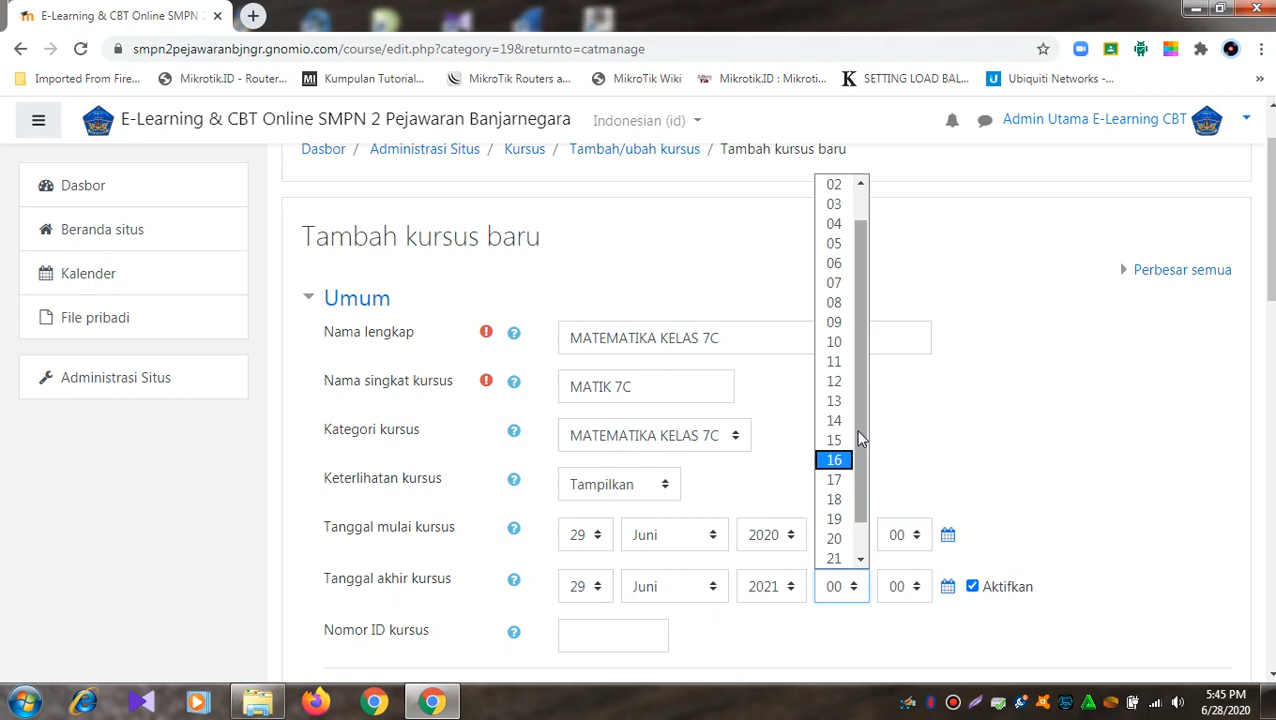 E-Learning & CBT Online SMPN 2
smpn2pejawaranbjngr.gnomio.com/course/edit.php?category=19&returnto=catmanage
Imported From Fire...
Mikrotik.ID - Router...
Kumpulan Tutorial...
MikroTik Routers a...
MikroTik Wiki
Mikrotik.ID : Mikroti...
SETTING LOAD BAL...
Ubiquiti Networks -...
»
E-Learning & CBT Online SMPN 2 Pejawaran Banjarnegara
Indonesian (id)
Admin Utama E-Learning CBT
Dasbor / Administrasi Situs / Kursus / Tambah/ubah kursus / Tambah kursus baru
Dasbor
Beranda situs
Kalender
File pribadi
Administrasi Situs
Tambah kursus baru
Perbesar semua
Umum
Nama lengkap
MATEMATIKA KELAS 7C
Nama singkat kursus
MATIK 7C
Kategori kursus
MATEMATIKA KELAS 7C
Keterlihatan kursus
Tampilkan
Tanggal mulai kursus
29 Juni 2020 00
Tanggal akhir kursus
29 Juni 2021 00 00 Aktifkan
Nomor ID kursus
02
03
04
05
06
07
08
09
10
11
12
13
14
15
16
17
18
19
20
21
5:45 PM
6/28/2020